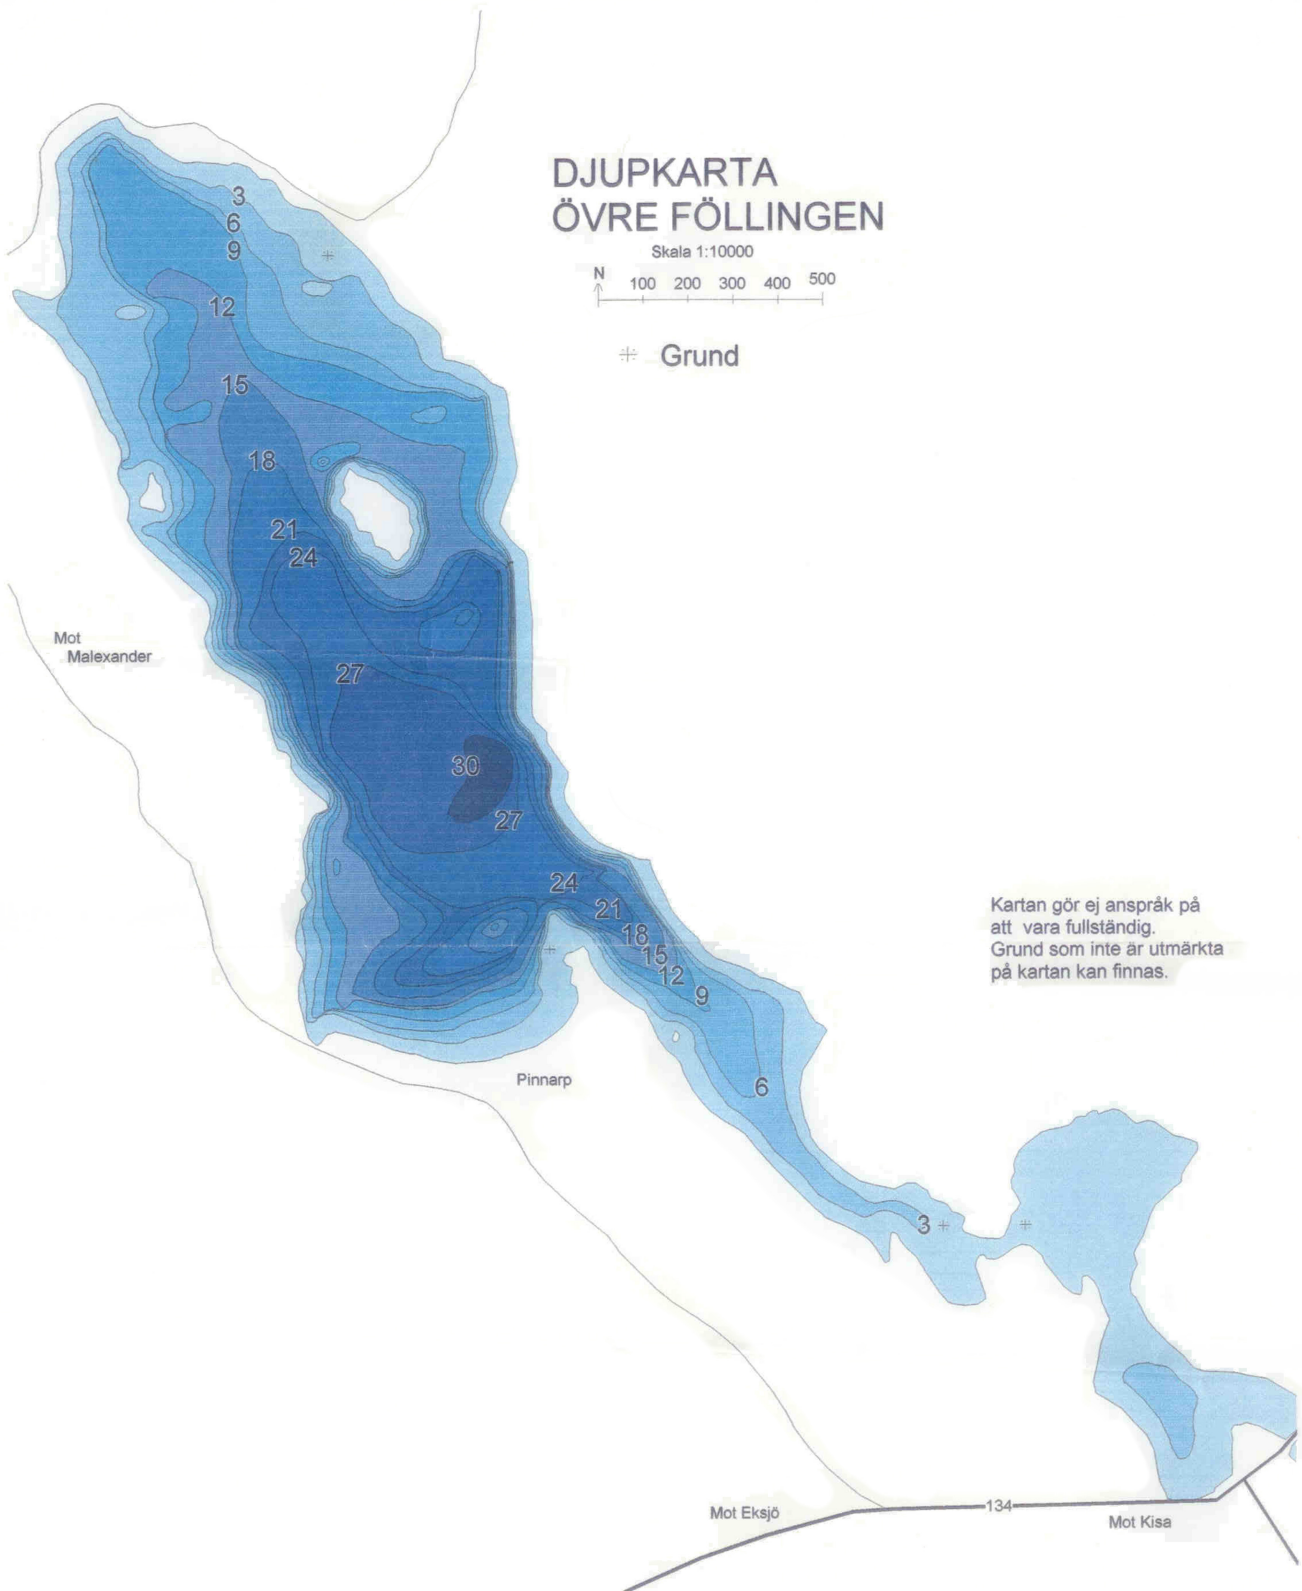 DJUPKARTA
ÖVRE FÖLLINGEN
Skala 1:10000
N
100 200 300 400 500
Grund
3
6
9
12
15
18
21
24
Mot
Malexander
27
30
27
24
21
18
15
12
9
Kartan gör ej anspråk på
att vara fullständig.
Grund som inte är utmärkta
på kartan kan finnas.
Pinnarp
6
3
134
Mot Eksjö
Mot Kisa